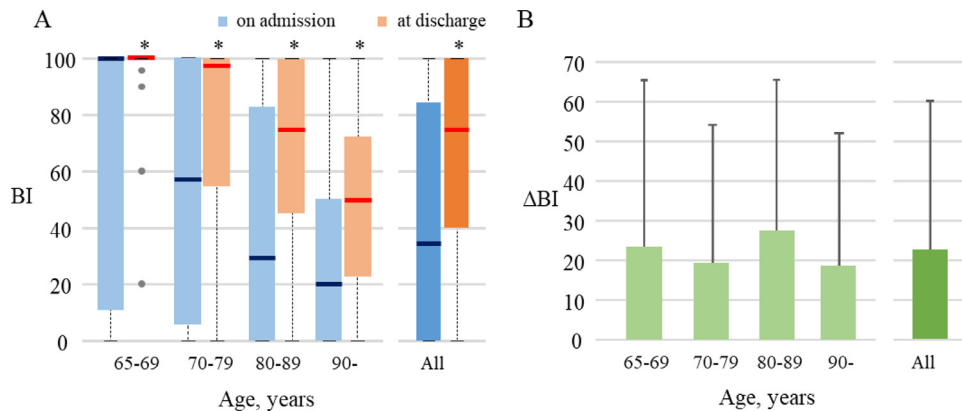 A
on admission
at discharge
B
* * * * *
100
80
60
40
20
0
BI
65-69 70-79 80-89 90- All
Age, years
70
60
50
40
30
20
10
0
ΔBI
65-69 70-79 80-89 90- All
Age, years